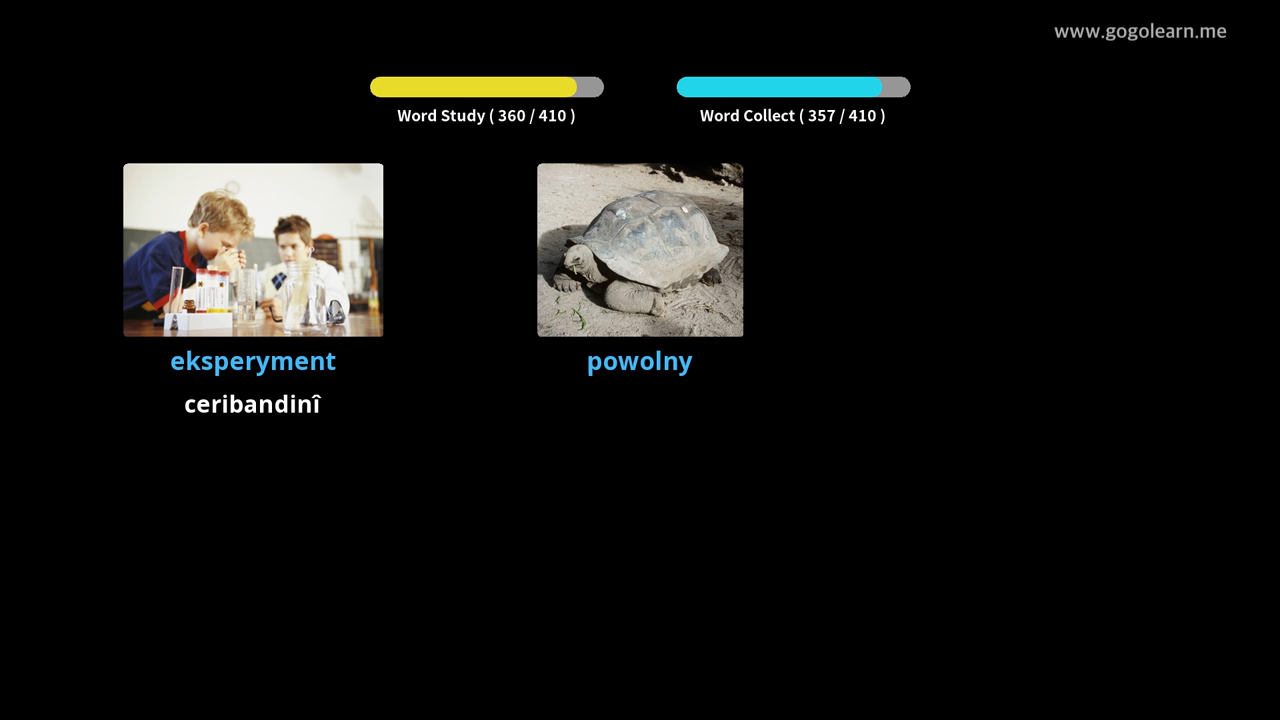 www.gogolearn.me
Word Study ( 360 / 410 )
Word Collect ( 357 / 410 )
eksperyment
ceribandinî
powolny